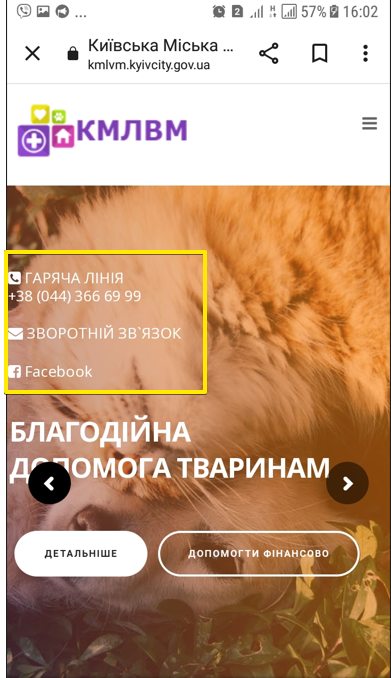 ... 2 H 57% 16:02
Київська Міська ...
kmlvm.kyivcity.gov.ua
КМЛВМ
ГАРЯЧА ЛІНІЯ
+38 (044) 366 69 99
ЗВОРОТНІЙ ЗВ`ЯЗОК
Facebook
БЛАГОДІЙНА
ДОПОМОГА ТВАРИНАМ
ДЕТАЛЬНІШЕ
ДОПОМОГТИ ФІНАНСОВО